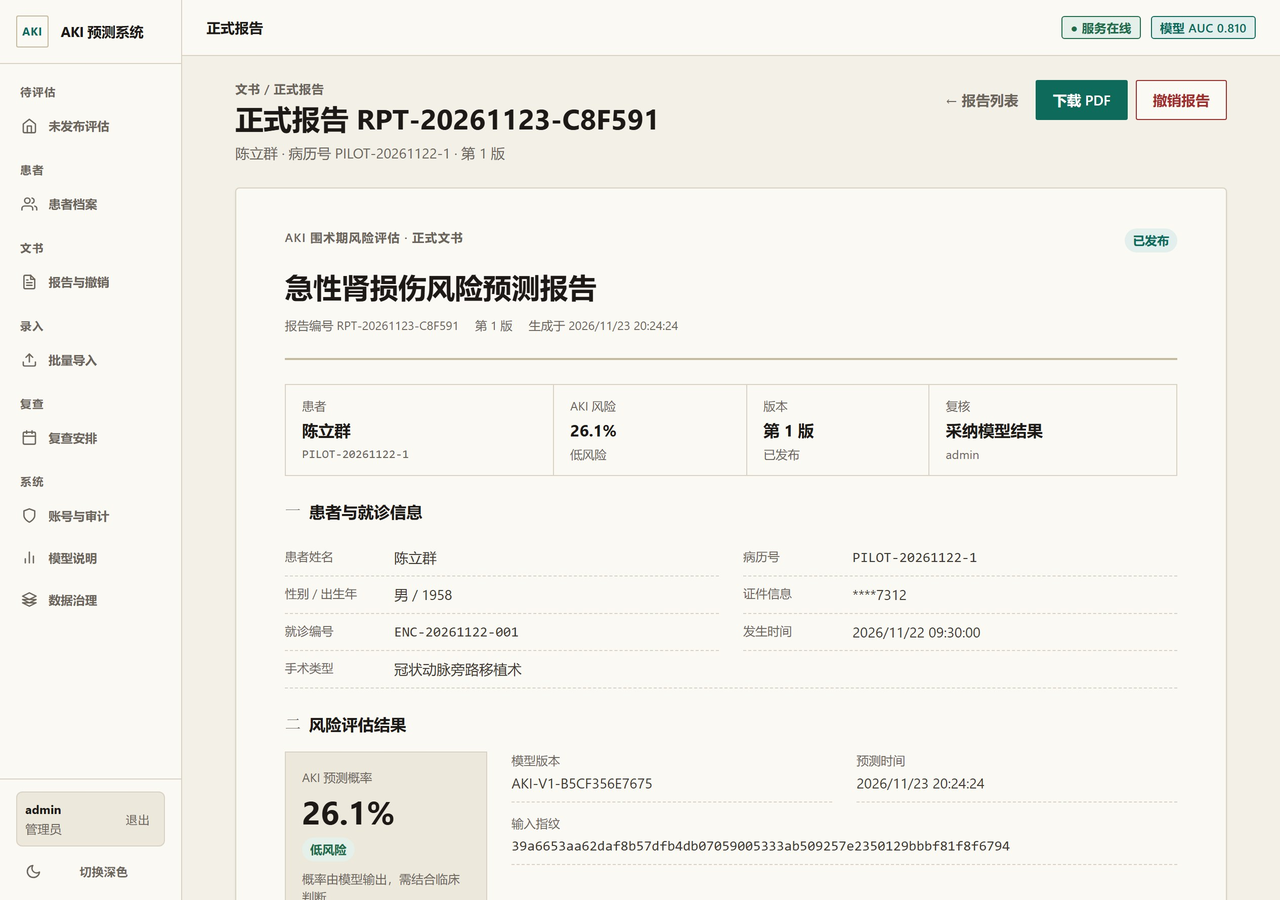 AKI
AKI 预测系统
待评估
未发布评估
患者
患者档案
文书
报告与撤销
录入
批量导入
复查
复查安排
系统
账号与审计
模型说明
数据治理
admin
管理员
退出
切换深色
正式报告
● 服务在线
模型 AUC 0.810
文书 / 正式报告
正式报告 RPT-20261123-C8F591
陈立群 · 病历号 PILOT-20261122-1 · 第 1 版
← 报告列表
下载 PDF
撤销报告
AKI 围术期风险评估 · 正式文书
已发布
急性肾损伤风险预测报告
报告编号 RPT-20261123-C8F591 第 1 版 生成于 2026/11/23 20:24:24
患者
陈立群
PILOT-20261122-1
AKI 风险
26.1%
低风险
版本
第 1 版
已发布
复核
采纳模型结果
admin
一 患者与就诊信息
患者姓名 陈立群
病历号 PILOT-20261122-1
性别 / 出生年 男 / 1958
证件信息 ****7312
就诊编号 ENC-20261122-001
发生时间 2026/11/22 09:30:00
手术类型 冠状动脉旁路移植术
二 风险评估结果
AKI 预测概率
26.1%
低风险
概率由模型输出，需结合临床
判断
模型版本
AKI-V1-B5CF356E7675
预测时间
2026/11/23 20:24:24
输入指纹
39a6653aa62daf8b57dfb4db07059005333ab509257e2350129bbbf81f8f6794